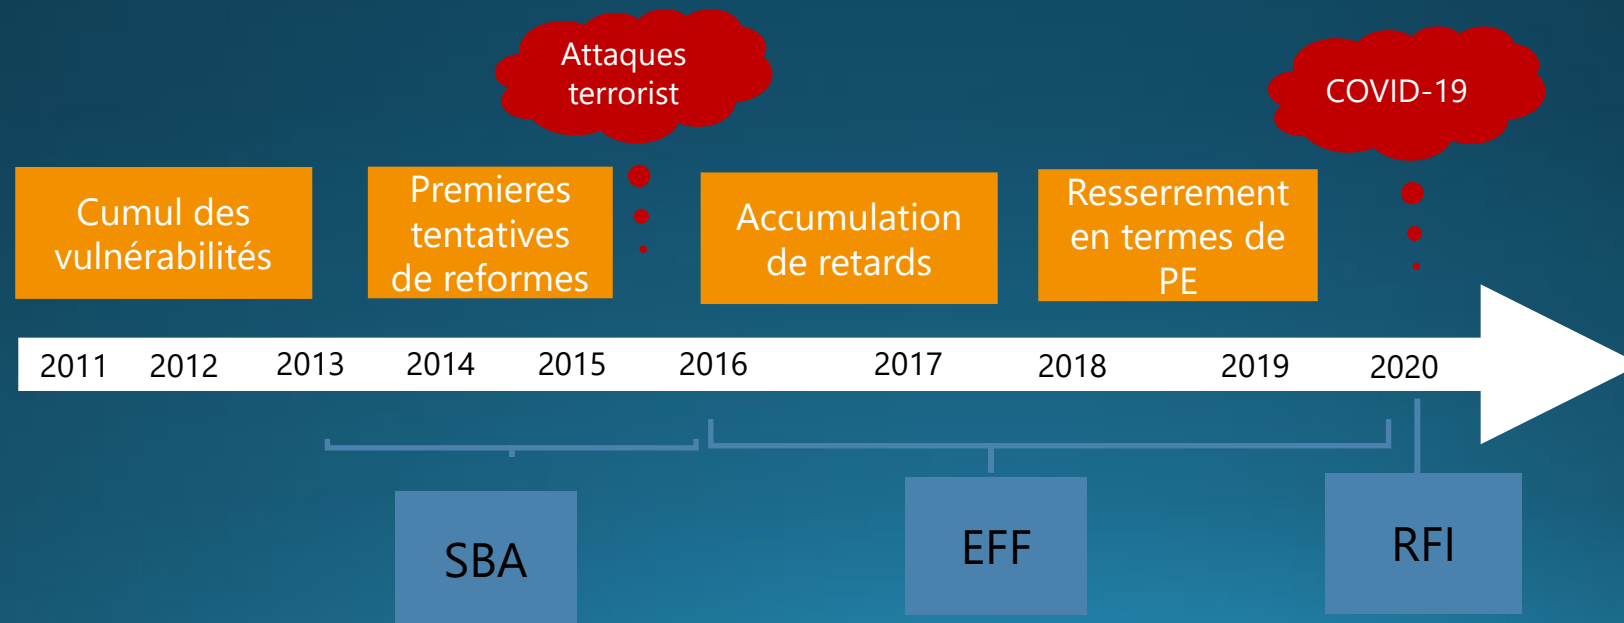 Attaques
terrorist
COVID-19
Cumul des
vulnérabilités
Premieres
tentatives
de reformes
Accumulation
de retards
Resserrement
en termes de
PE
2011 2012 2013 2014 2015 2016 2017 2018 2019 2020
SBA
EFF
RFI